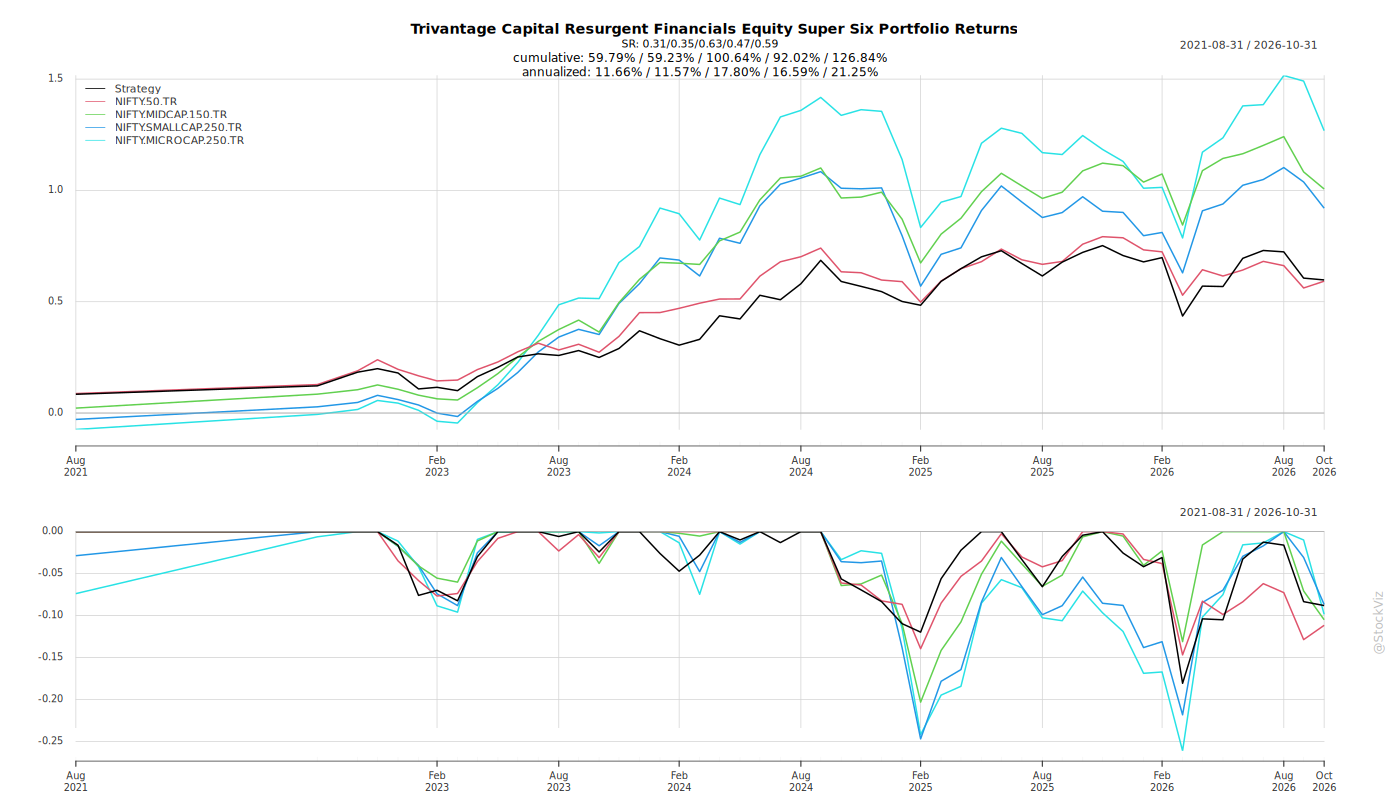 Trivantage Capital Resurgent Financials Equity Super Six Portfolio Returns
SR: 0.31/0.35/0.63/0.47/0.59
cumulative: 59.79% / 59.23% / 100.64% / 92.02% / 126.84%
annualized: 11.66% / 11.57% / 17.80% / 16.59% / 21.25%
2021-08-31 / 2026-10-31
Strategy
NIFTY.50.TR
NIFTY.MIDCAP.150.TR
NIFTY.SMALLCAP.250.TR
NIFTY.MICROCAP.250.TR
1.5
1.0
0.5
0.0
Aug Feb Aug Feb Aug Feb Aug Feb Aug Oct
2021 2023 2023 2024 2024 2025 2025 2026 2026 2026
2021-08-31 / 2026-10-31
0.00
-0.05
-0.10
-0.15
-0.20
-0.25
Aug Feb Aug Feb Aug Feb Aug Feb Aug Oct
2021 2023 2023 2024 2024 2025 2025 2026 2026 2026
@StockViz